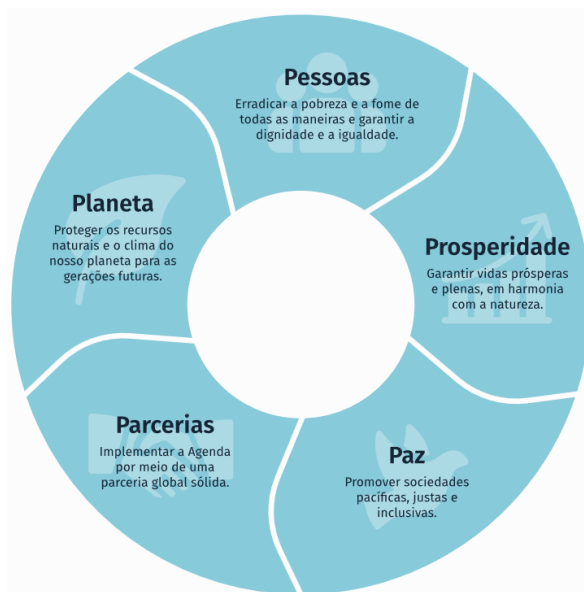 Pessoas
Erradicar a pobreza e a fome de
todas as maneiras e garantir a
dignidade e a igualdade.
Prosperidade
Garantir vidas prósperas
e plenas, em harmonia
com a natureza.
Paz
Promover sociedades
pacíficas, justas e
inclusivas.
Parcerias
Implementar a Agenda
por meio de uma
parceria global sólida.
Planeta
Proteger os recursos
naturais e o clima do
nosso planeta para as
gerações futuras.